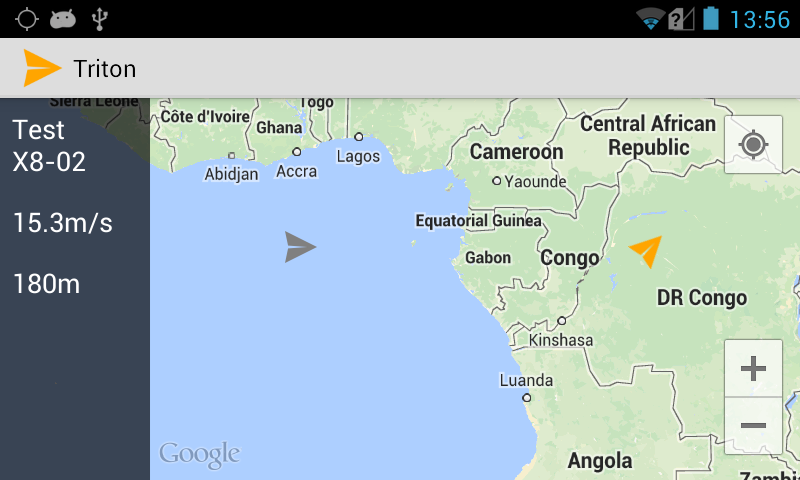 13:56
Triton
Test
X8-02
15.3m/s
180m
Sierra Leone
Côte d'Ivoire
Togo
Ghana
Abidjan
Accra
Lagos
Cameroon
Yaounde
Central African
Republic
Equatorial Guinea
Gabon
Congo
DR Congo
Kinshasa
Luanda
Angola
Google